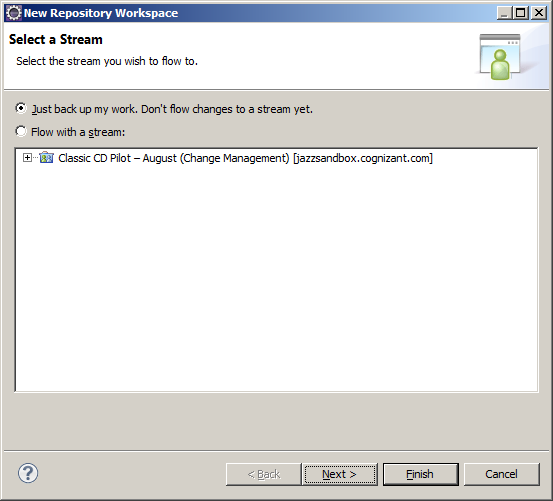 New Repository Workspace
Select a Stream
Select the stream you wish to flow to.
Just back up my work. Don't flow changes to a stream yet.
Flow with a stream:
Classic CD Pilot – August (Change Management) [jazzsandbox.cognizant.com]
?
< Back
Next >
Finish
Cancel